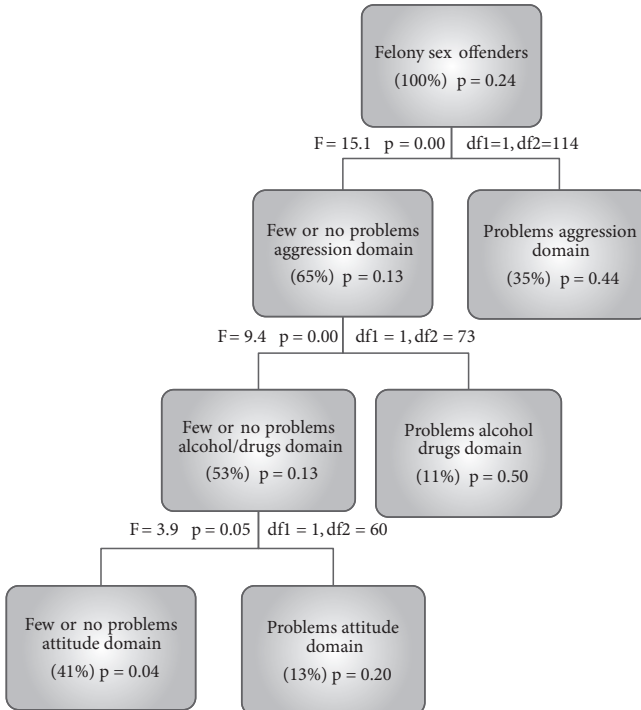 Felony sex offenders
(100%) p = 0.24
F = 15.1 p = 0.00 df1=1, df2=114
Few or no problems
aggression domain
(65%) p = 0.13
Problems aggression
domain
(35%) p = 0.44
F = 9.4 p = 0.00 df1 = 1, df2 = 73
Few or no problems
alcohol/drugs domain
(53%) p = 0.13
Problems alcohol
drugs domain
(11%) p = 0.50
F = 3.9 p = 0.05 df1 = 1, df2 = 60
Few or no problems
attitude domain
(41%) p = 0.04
Problems attitude
domain
(13%) p = 0.20